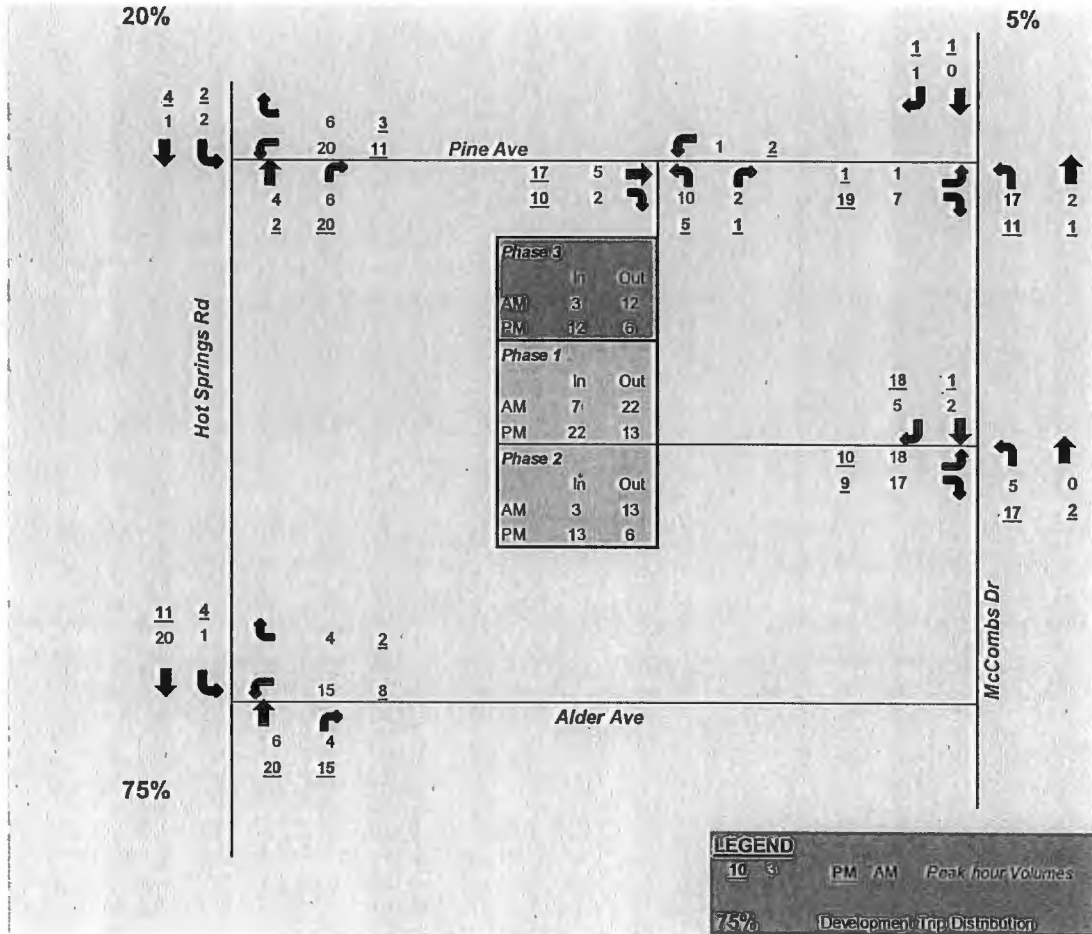 20%
5%
1 1
1 0
4 2
1 2
6 3
20 11
Pine Ave
1 2
17 5
10 2
10 2
5 1
1 1
19 7
17 2
11 1
4 6
2 20
Phase 3
In Out
AM 3 12
PM 12 6
Phase 1
In Out
AM 7 22
PM 22 13
Phase 2
In Out
AM 3 13
PM 13 6
Hot Springs Rd
18 1
5 2
10 18
9 17
5 0
17 2
McCombs Dr
11 4
20 1
4 2
15 8
Alder Ave
6 4
20 15
75%
LEGEND
10 3 PM AM Peak hour Volumes
75% Development Trip Distribution